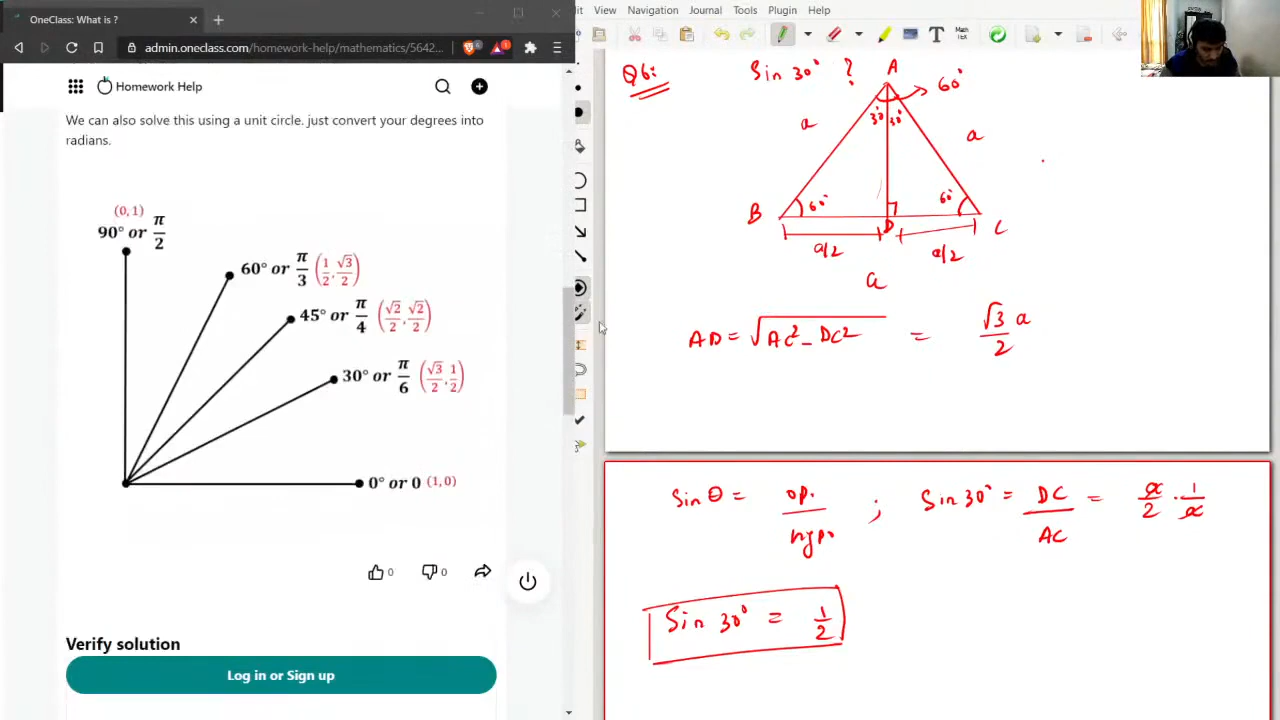 OneClass: What is ?
admin.oneclass.com/homework-help/mathematics/5642...
Homework Help
We can also solve this using a unit circle. just convert your degrees into
radians.
(0, 1)
90° or π/2
60° or π/3 (1/2, √3/2)
45° or π/4 (√2/2, √2/2)
30° or π/6 (√3/2, 1/2)
0° or 0 (1, 0)
0 0
Verify solution
Log in or Sign up
View Navigation Journal Tools Plugin Help
T Math TEX
Q6: Sin 30° ? A
60°
30° 30°
a a
B 60° 60° C
D
a/2 a/2
a
AD = √AC² - DC² = √3/2 a
Sin θ = op./hyp. ; Sin 30° = DC/AC = a/2 · 1/a
Sin 30° = 1/2